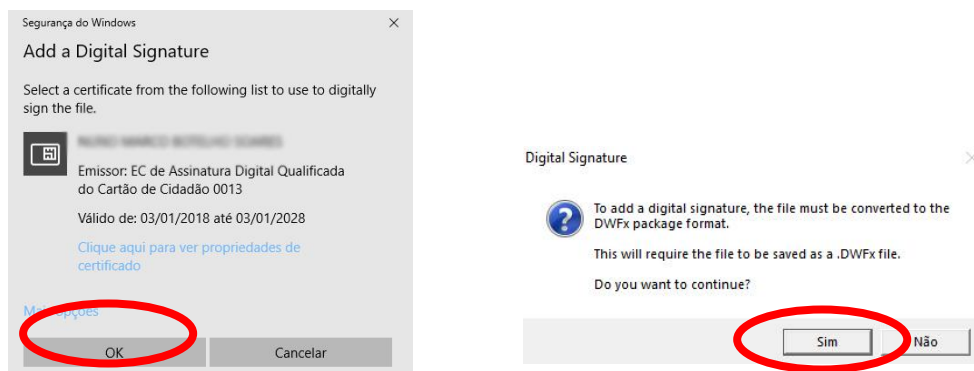 Segurança do Windows
Add a Digital Signature
Select a certificate from the following list to use to digitally
sign the file.
Emissor: EC de Assinatura Digital Qualificada
do Cartão de Cidadão 0013
Válido de: 03/01/2018 até 03/01/2028
Clique aqui para ver propriedades de
certificado
Mais opções
OK Cancelar
Digital Signature
To add a digital signature, the file must be converted to the
DWFx package format.
This will require the file to be saved as a .DWFx file.
Do you want to continue?
Sim Não